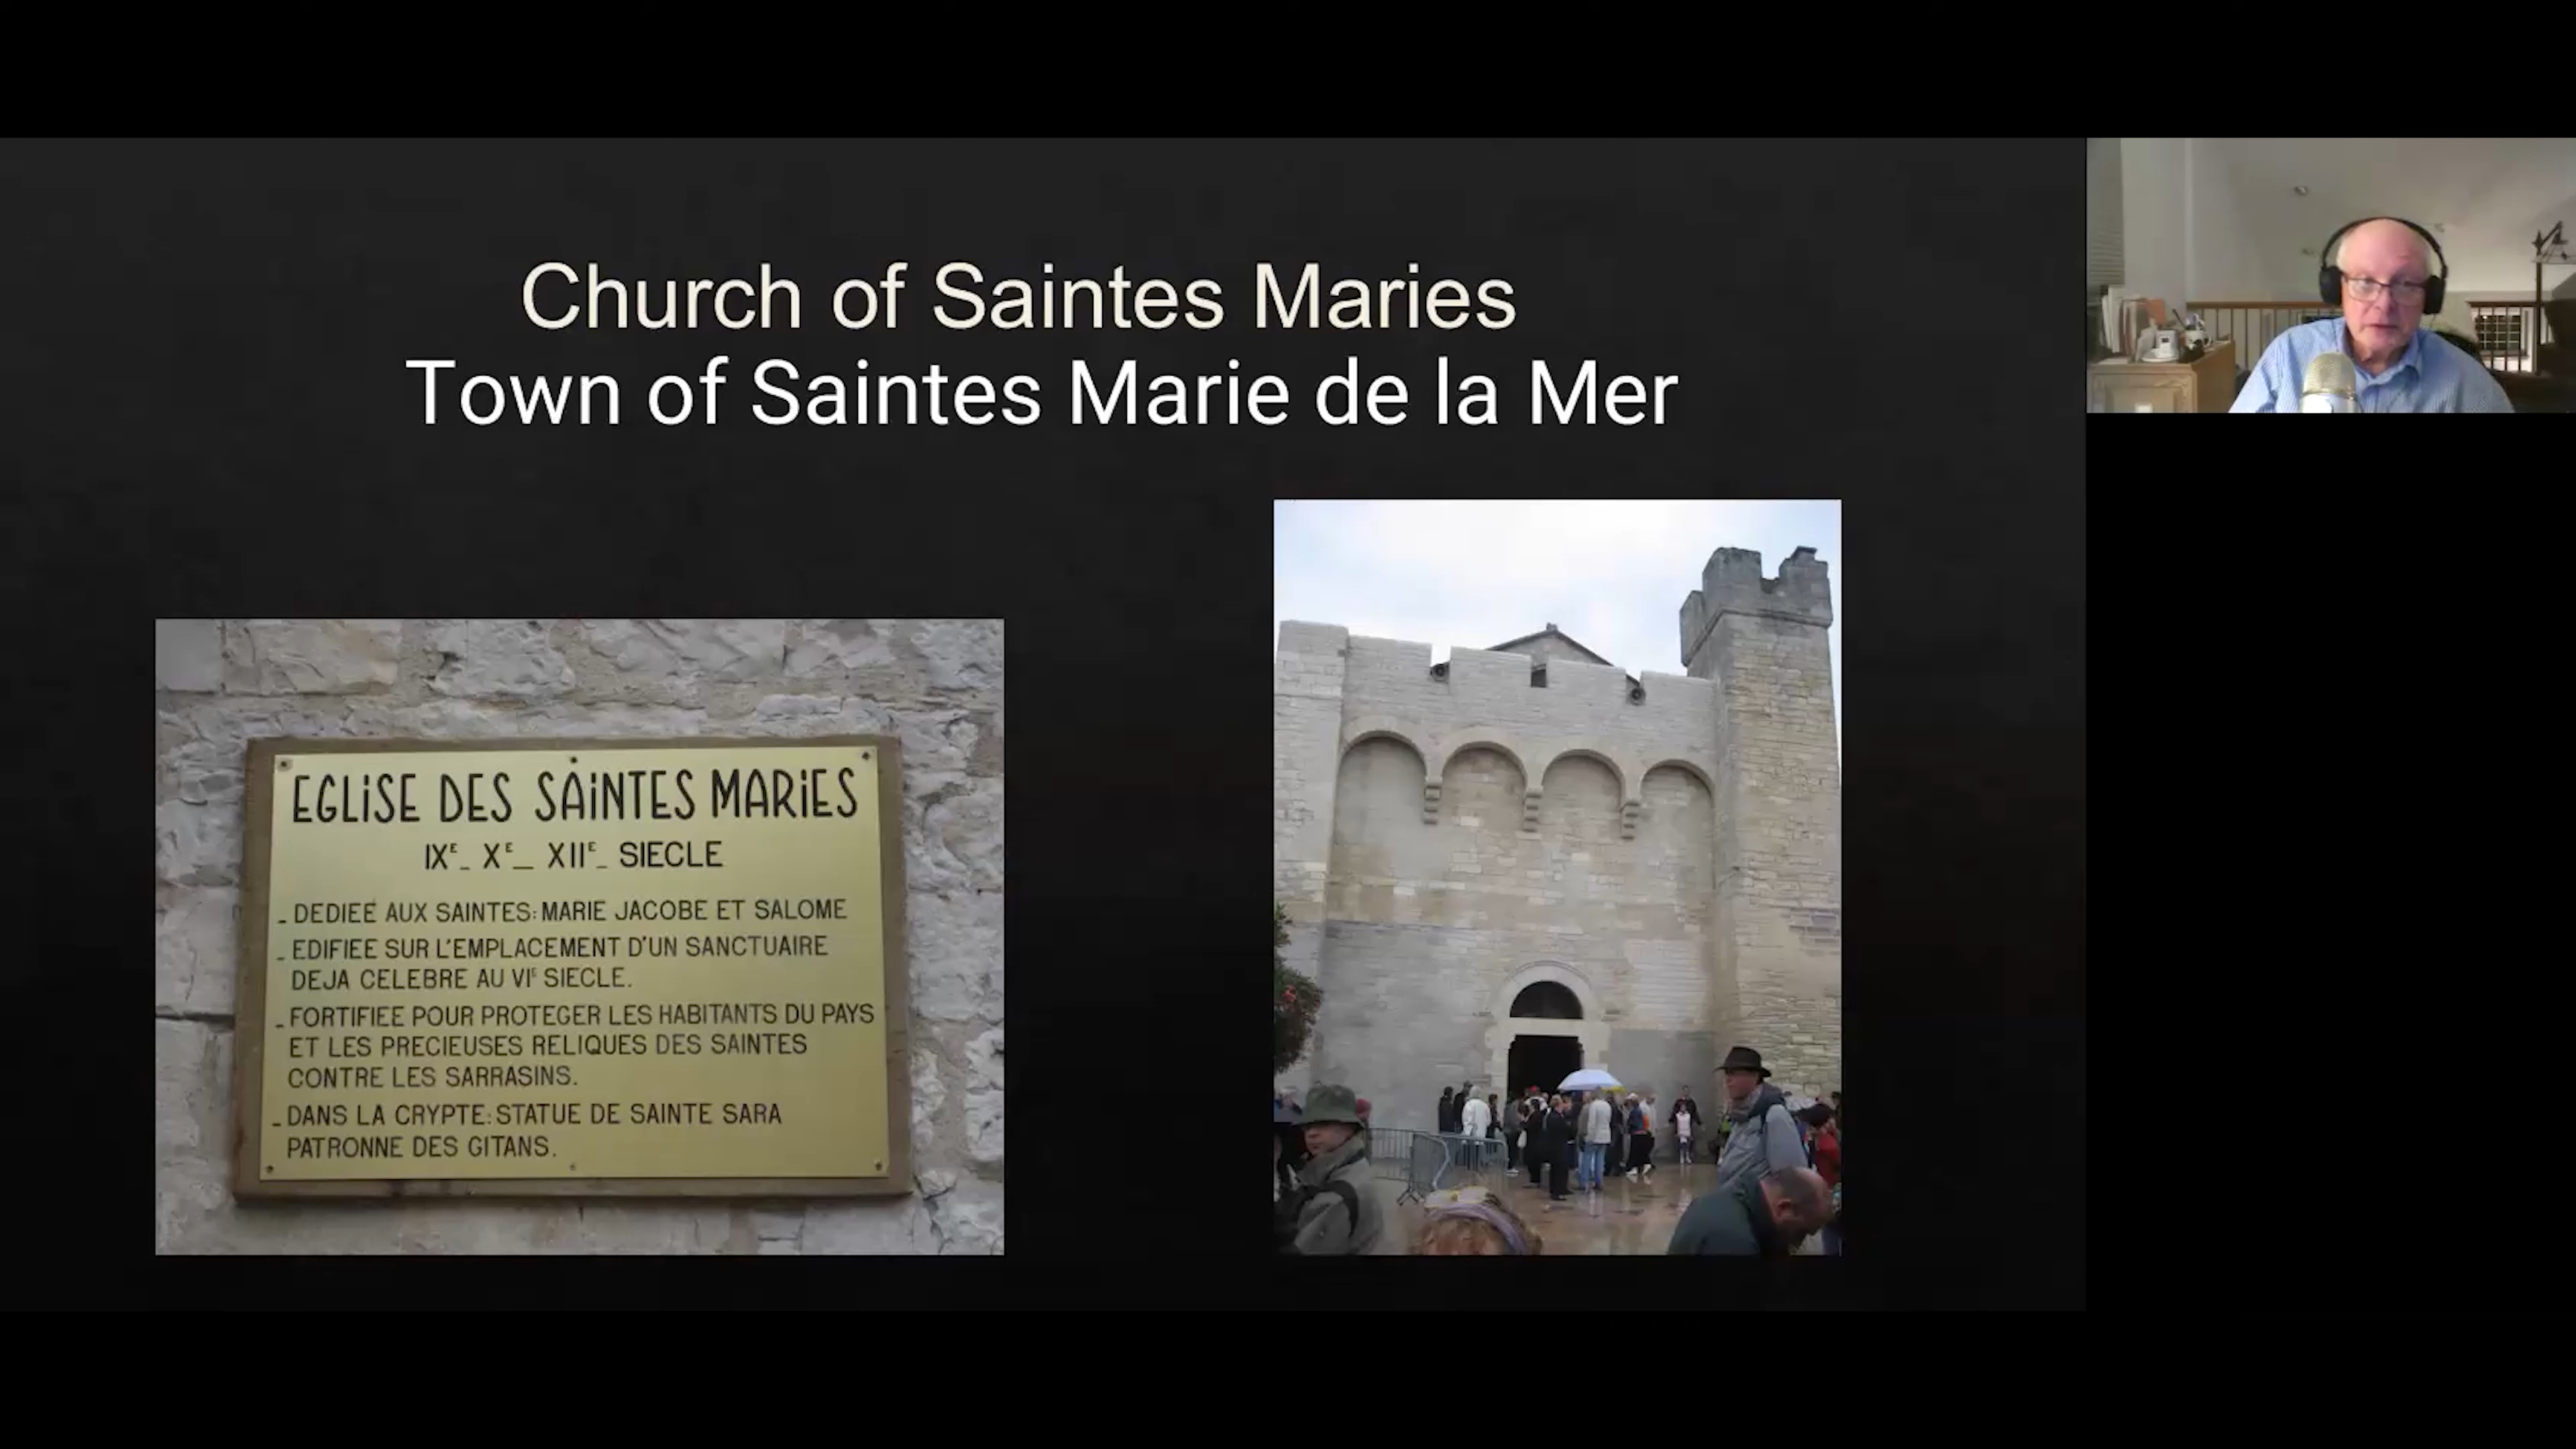 Church of Saintes Maries
Town of Saintes Marie de la Mer
EGLiSE DES SAiNTES MARiES
IXᴱ_ Xᴱ_ XIIᴱ_ SIECLE
_ DEDIEE AUX SAINTES: MARIE JACOBE ET SALOME
_ EDIFIEE SUR L'EMPLACEMENT D'UN SANCTUAIRE
DEJA CELEBRE AU VIᴱ SIECLE.
_ FORTIFIEE POUR PROTEGER LES HABITANTS DU PAYS
ET LES PRECIEUSES RELIQUES DES SAINTES
CONTRE LES SARRASINS.
_ DANS LA CRYPTE: STATUE DE SAINTE SARA
PATRONNE DES GITANS.